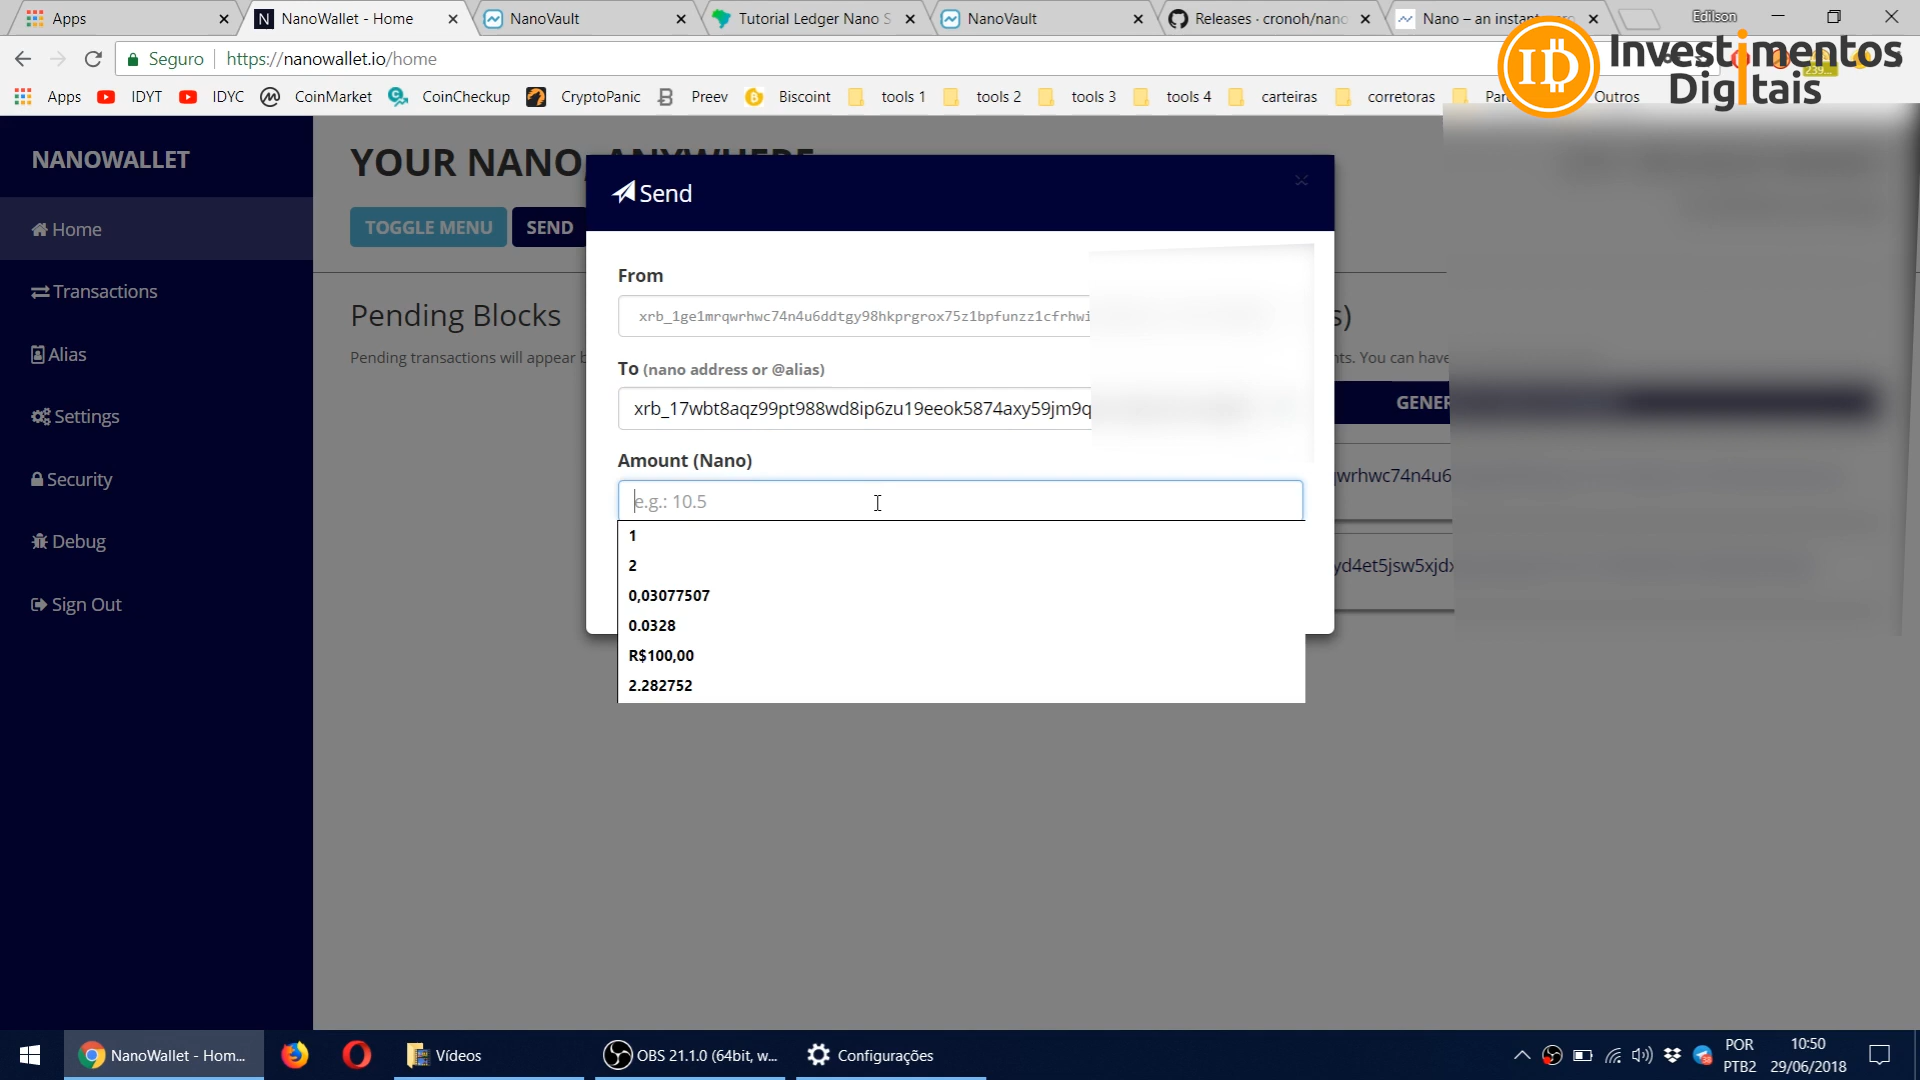 Apps
NanoWallet - Home
NanoVault
Tutorial Ledger Nano S
NanoVault
Releases · cronoh/nano
Nano – an instant
Edilson
Seguro
https://nanowallet.io/home
Investimentos
Digitais
ID
Apps
IDYT
IDYC
CoinMarket
CoinCheckup
CryptoPanic
Preev
Biscoint
tools 1
tools 2
tools 3
tools 4
carteiras
corretoras
Outros
NANOWALLET
Home
Transactions
Alias
Settings
Security
Debug
Sign Out
YOUR NANO, ANYWHERE
TOGGLE MENU
SEND
Pending Blocks
Pending transactions will appear
Send
From
xrb_1ge1mrqwrhwc74n4u6ddtgy98hkprgrox75z1bpfunzz1cfrhwi
To (nano address or @alias)
xrb_17wbt8aqz99pt988wd8ip6zu19eeok5874axy59jm9q
Amount (Nano)
e.g.: 10.5
1
2
0,03077507
0.0328
R$100,00
2.282752
s)
nts. You can have
GENER
wrhwc74n4u6
yd4et5jsw5xjdx
NanoWallet - Hom...
Vídeos
OBS 21.1.0 (64bit, w...
Configurações
POR
PTB2
10:50
29/06/2018